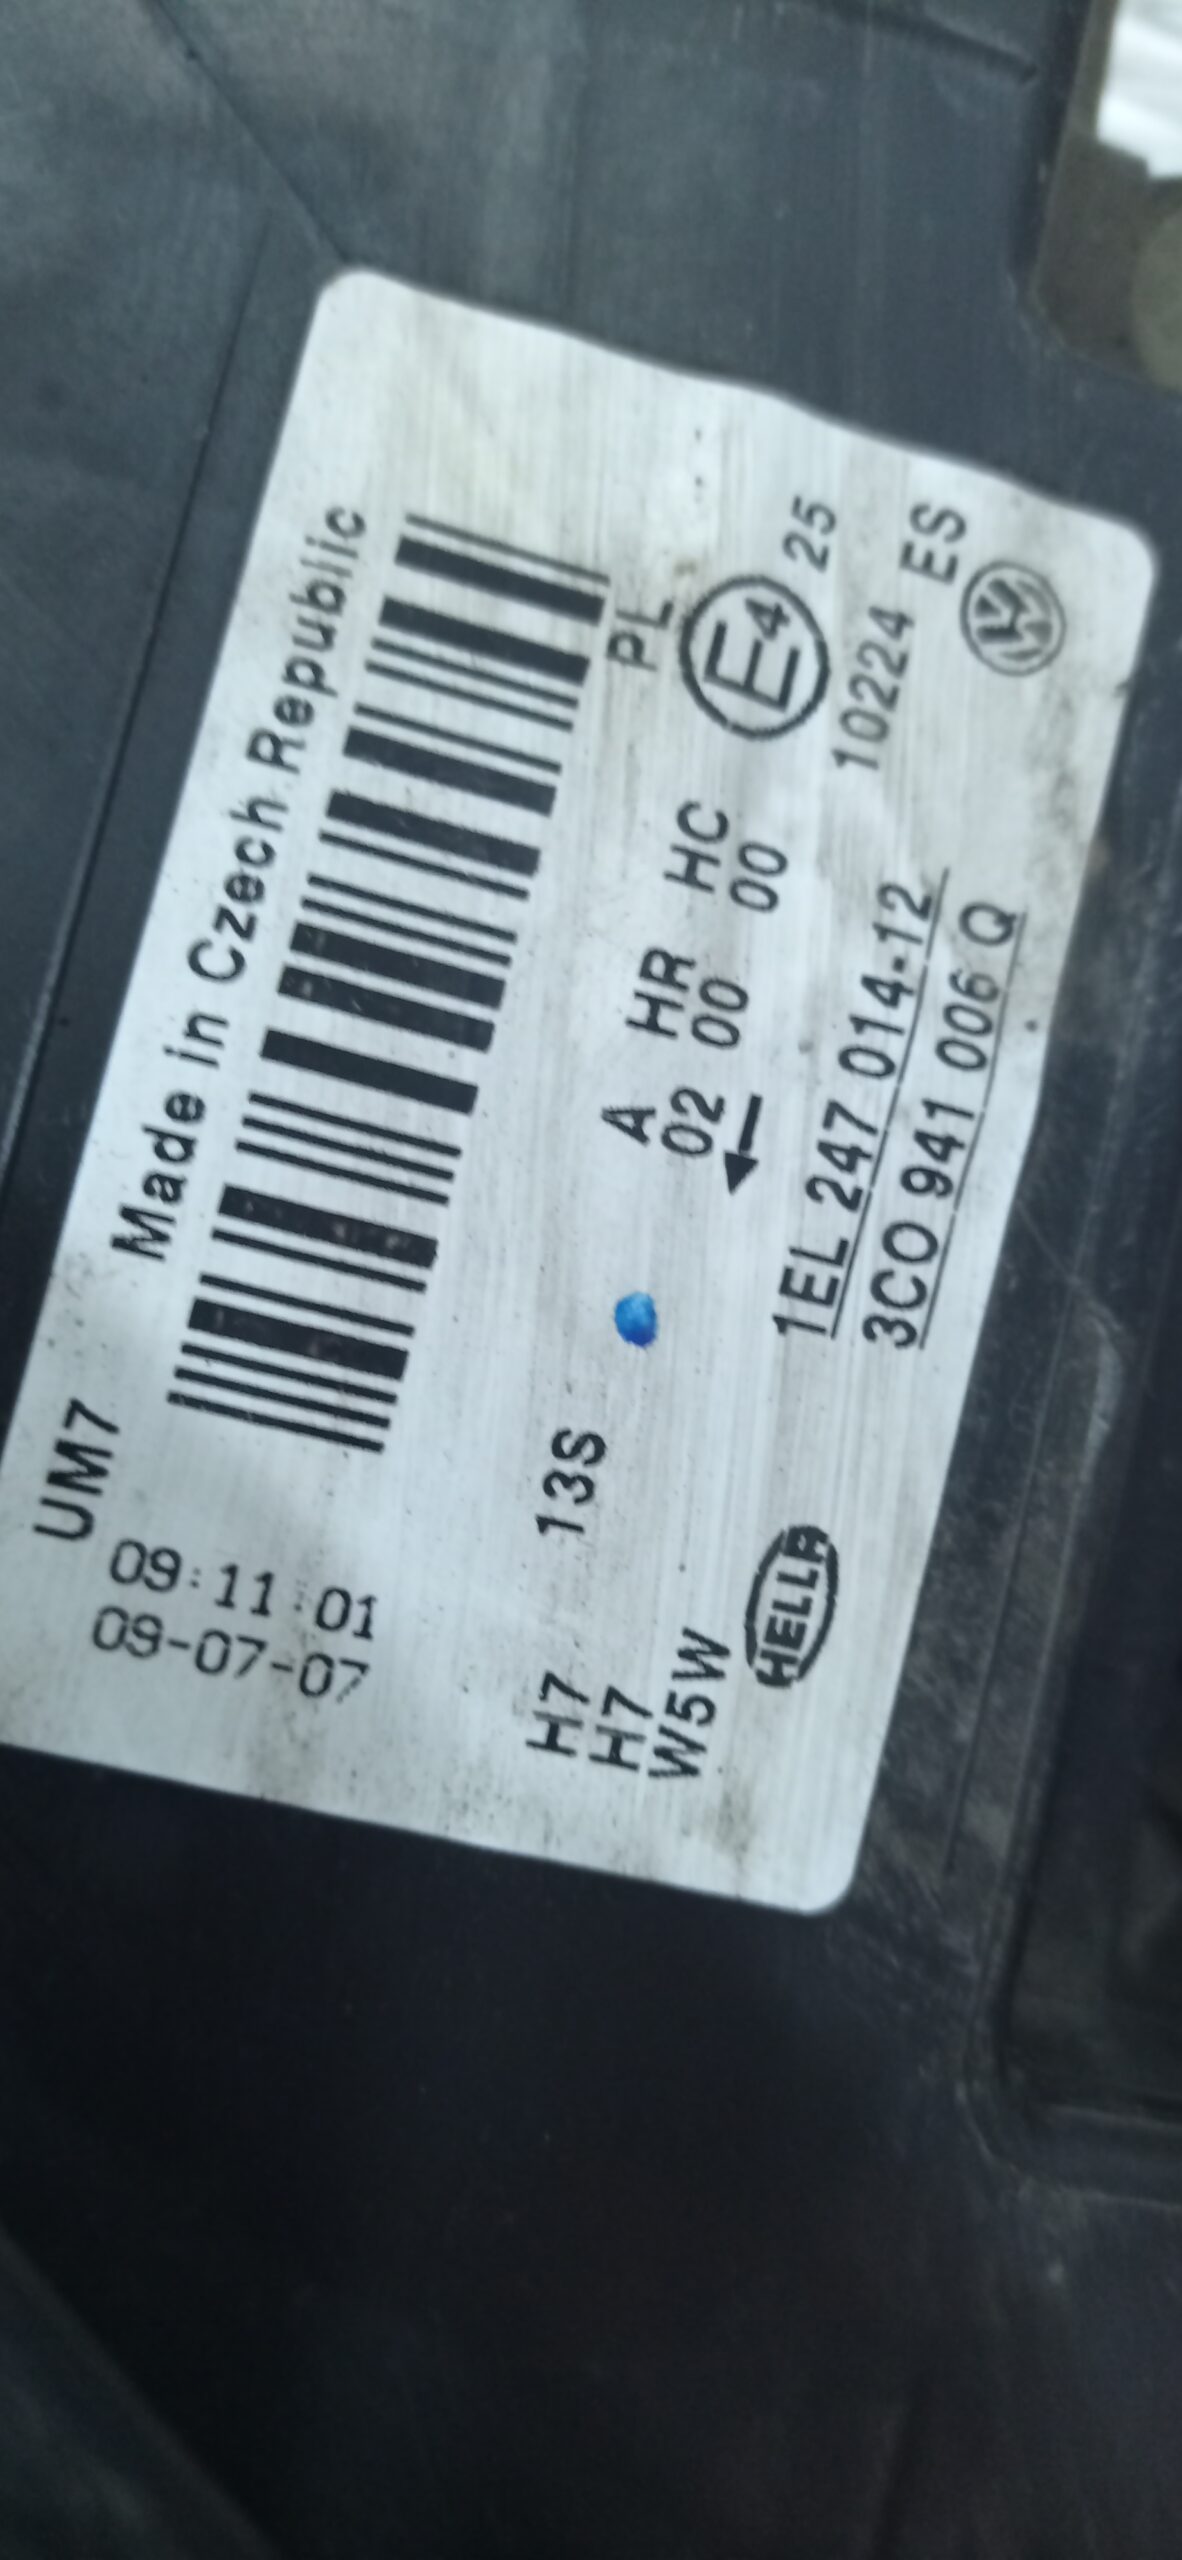 ES
3CO 941 006 Q
1EL 247 014-12
10224
25
HELLA
E4
A HR HC
02 00 00
PL
13S
H7
H7
W5W
Made in Czech Republic
UM7
09:11:01
09-07-07